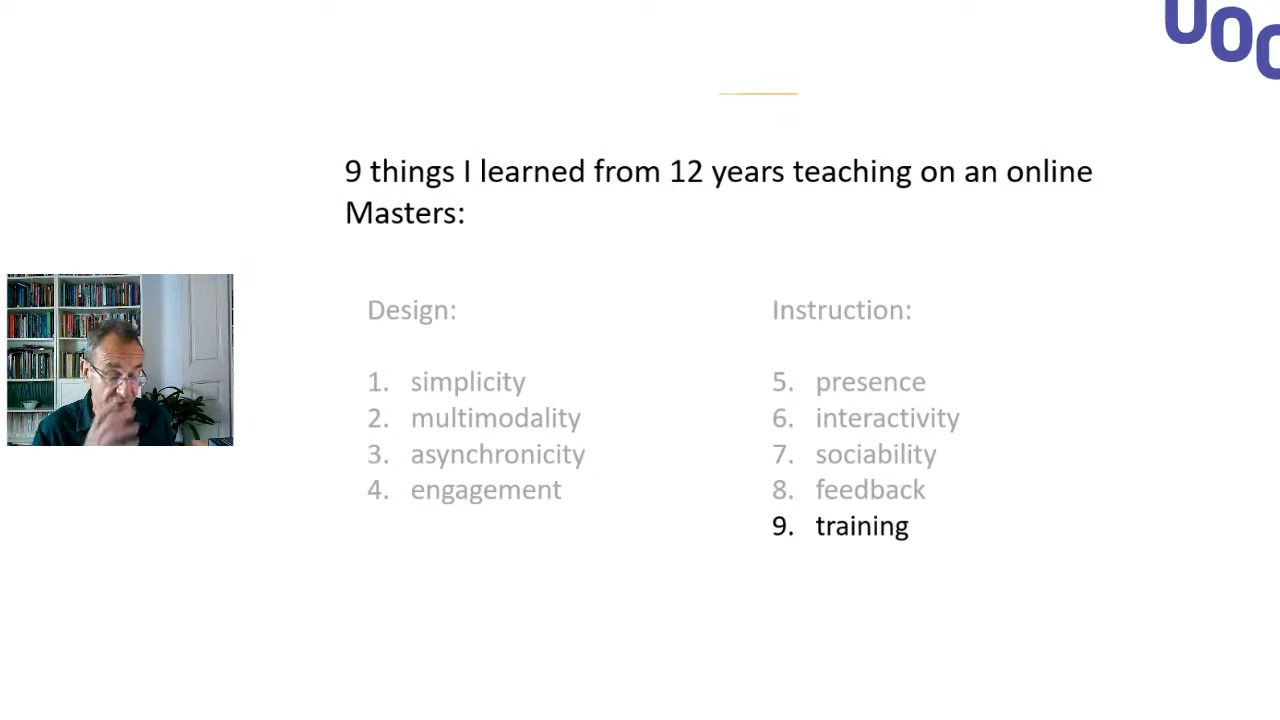 UOC
9 things I learned from 12 years teaching on an online
Masters:
Design:
1. simplicity
2. multimodality
3. asynchronicity
4. engagement
Instruction:
5. presence
6. interactivity
7. sociability
8. feedback
9. training